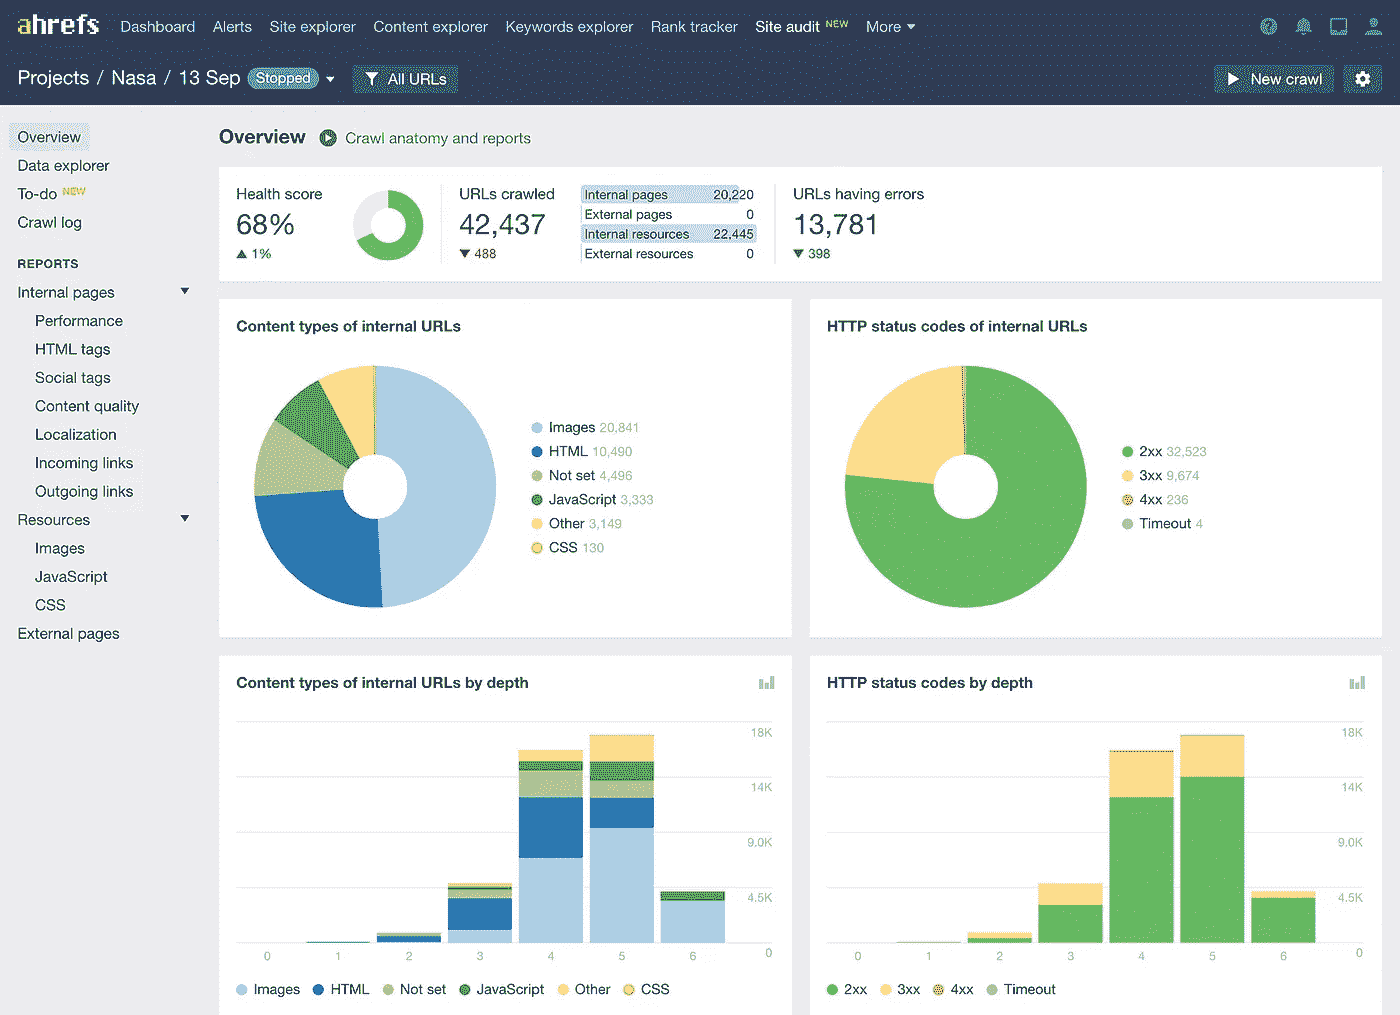 ahrefs Dashboard Alerts Site explorer Content explorer Keywords explorer Rank tracker Site audit NEW More
Projects / Nasa / 13 Sep Stopped All URLs New crawl
Overview
Data explorer
To-do NEW
Crawl log
REPORTS
Internal pages
Performance
HTML tags
Social tags
Content quality
Localization
Incoming links
Outgoing links
Resources
Images
JavaScript
CSS
External pages
Overview Crawl anatomy and reports
Health score
68%
1%
URLs crawled
42,437
488
Internal pages 20,220
External pages 0
Internal resources 22,445
External resources 0
URLs having errors
13,781
398
Content types of internal URLs
Images 20,841
HTML 10,490
Not set 4,496
JavaScript 3,333
Other 3,149
CSS 130
HTTP status codes of internal URLs
2xx 32,523
3xx 9,674
4xx 236
Timeout 4
Content types of internal URLs by depth
18K
14K
9.0K
4.5K
0
0 1 2 3 4 5 6
Images HTML Not set JavaScript Other CSS
HTTP status codes by depth
18K
14K
9.0K
4.5K
0
0 1 2 3 4 5 6
2xx 3xx 4xx Timeout